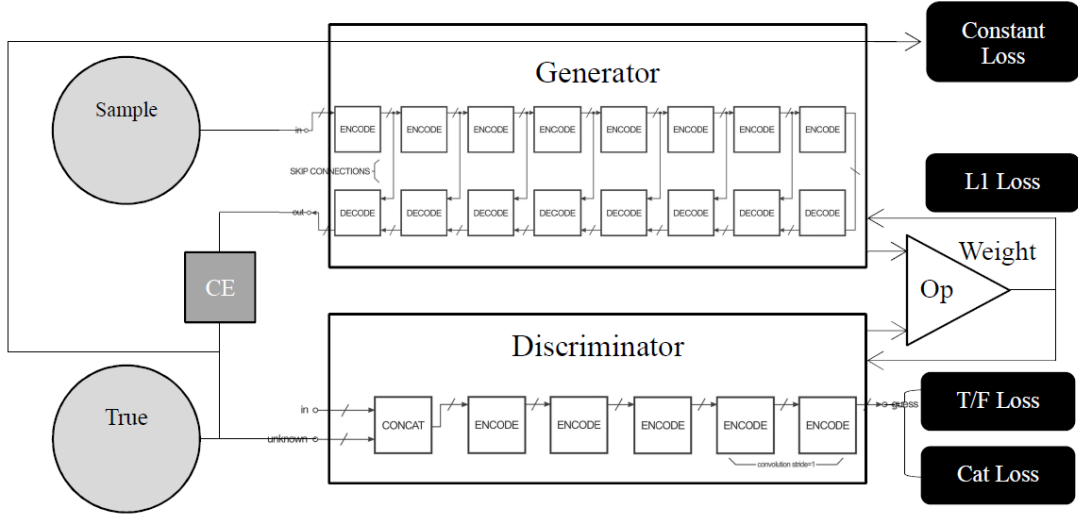 Constant
Loss
Generator
Sample
in
ENCODE
ENCODE
ENCODE
ENCODE
ENCODE
ENCODE
ENCODE
ENCODE
SKIP CONNECTIONS
L1 Loss
out
DECODE
DECODE
DECODE
DECODE
DECODE
DECODE
DECODE
DECODE
Weight
CE
Op
Discriminator
True
in
unknown
CONCAT
ENCODE
ENCODE
ENCODE
ENCODE
ENCODE
guess
convolution stride=1
T/F Loss
Cat Loss